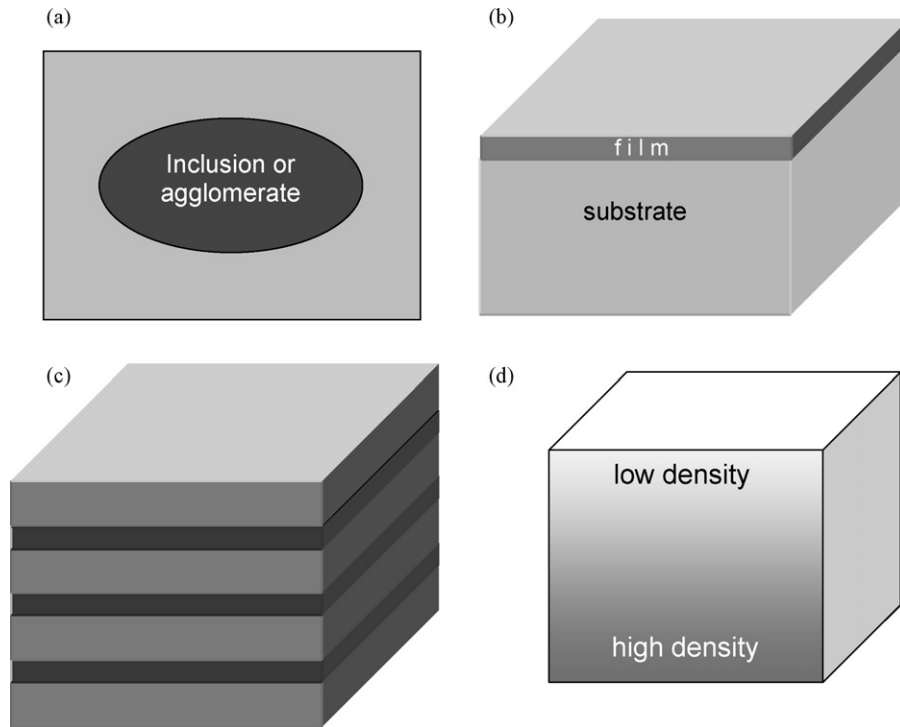 (a)
Inclusion or
agglomerate
(b)
film
substrate
(c)
(d)
low density
high density